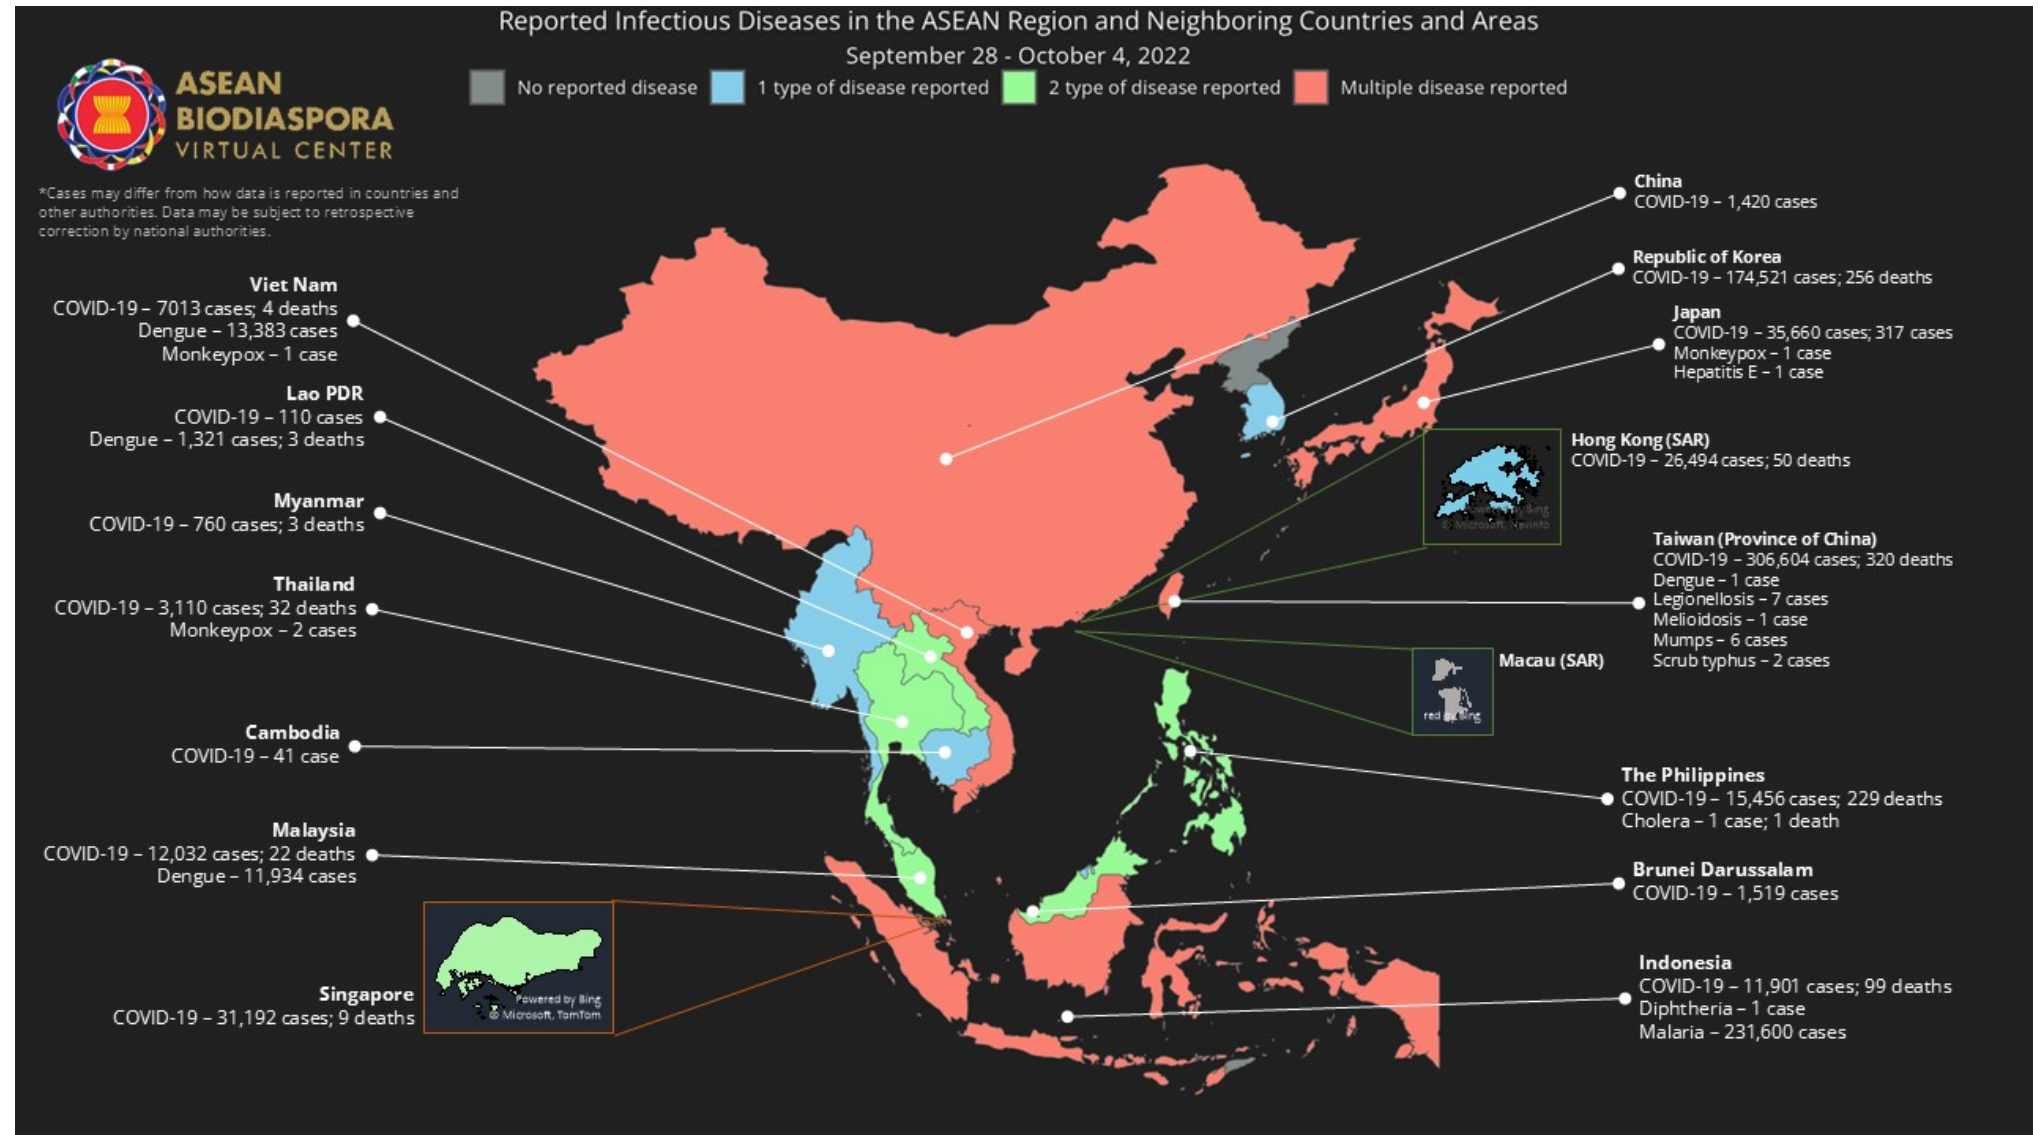 Reported Infectious Diseases in the ASEAN Region and Neighboring Countries and Areas
September 28 - October 4, 2022
No reported disease
1 type of disease reported
2 type of disease reported
Multiple disease reported
ASEAN
BIODIASPORA
VIRTUAL CENTER
*Cases may differ from how data is reported in countries and
other authorities. Data may be subject to retrospective
correction by national authorities.
Viet Nam
COVID-19 – 7013 cases; 4 deaths
Dengue – 13,383 cases
Monkeypox – 1 case
Lao PDR
COVID-19 – 110 cases
Dengue – 1,321 cases; 3 deaths
Myanmar
COVID-19 – 760 cases; 3 deaths
Thailand
COVID-19 – 3,110 cases; 32 deaths
Monkeypox – 2 cases
Cambodia
COVID-19 – 41 case
Malaysia
COVID-19 – 12,032 cases; 22 deaths
Dengue – 11,934 cases
Singapore
COVID-19 – 31,192 cases; 9 deaths
Powered by Bing
© Microsoft, TomTom
China
COVID-19 – 1,420 cases
Republic of Korea
COVID-19 – 174,521 cases; 256 deaths
Japan
COVID-19 – 35,660 cases; 317 cases
Monkeypox – 1 case
Hepatitis E – 1 case
Hong Kong (SAR)
COVID-19 – 26,494 cases; 50 deaths
Powered by Bing
© Microsoft, Navinfo
Taiwan (Province of China)
COVID-19 – 306,604 cases; 320 deaths
Dengue – 1 case
Legionellosis – 7 cases
Melioidosis – 1 case
Mumps – 6 cases
Scrub typhus – 2 cases
Macau (SAR)
red by Bing
The Philippines
COVID-19 – 15,456 cases; 229 deaths
Cholera – 1 case; 1 death
Brunei Darussalam
COVID-19 – 1,519 cases
Indonesia
COVID-19 – 11,901 cases; 99 deaths
Diphtheria – 1 case
Malaria – 231,600 cases